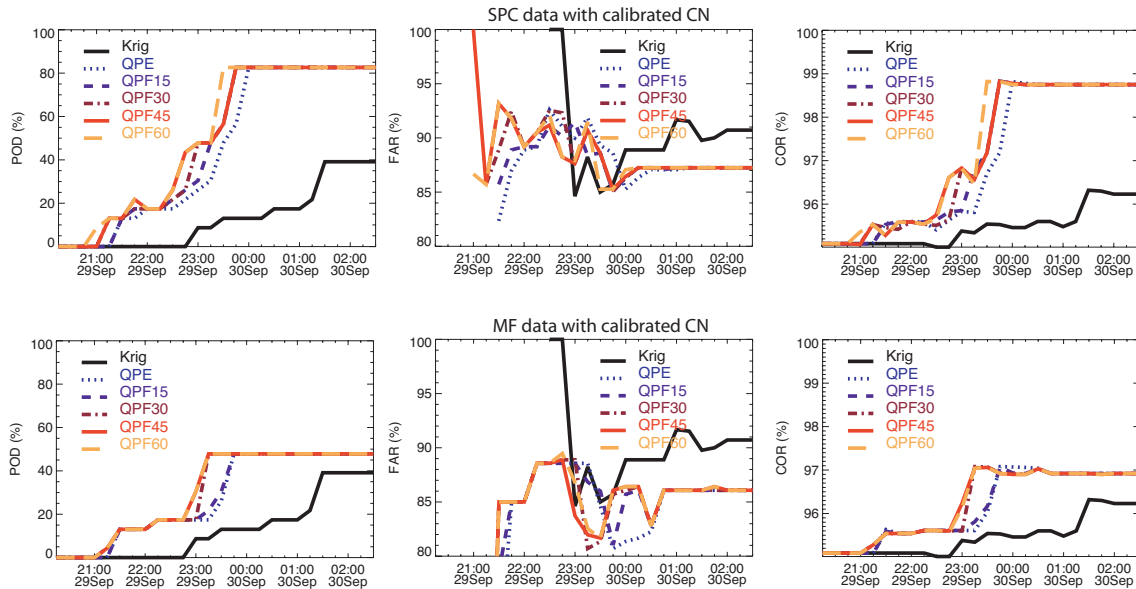 SPC data with calibrated CN
100
80
60
40
20
0
POD (%)
Krig
QPE
QPF15
QPF30
QPF45
QPF60
21:00 22:00 23:00 00:00 01:00 02:00
29Sep 29Sep 29Sep 30Sep 30Sep 30Sep
100
95
90
85
80
FAR (%)
Krig
QPE
QPF15
QPF30
QPF45
QPF60
21:00 22:00 23:00 00:00 01:00 02:00
29Sep 29Sep 29Sep 30Sep 30Sep 30Sep
99
98
97
96
95
COR (%)
Krig
QPE
QPF15
QPF30
QPF45
QPF60
21:00 22:00 23:00 00:00 01:00 02:00
29Sep 29Sep 29Sep 30Sep 30Sep 30Sep
MF data with calibrated CN
100
80
60
40
20
0
POD (%)
Krig
QPE
QPF15
QPF30
QPF45
QPF60
21:00 22:00 23:00 00:00 01:00 02:00
29Sep 29Sep 29Sep 30Sep 30Sep 30Sep
100
95
90
85
80
FAR (%)
Krig
QPE
QPF15
QPF30
QPF45
QPF60
21:00 22:00 23:00 00:00 01:00 02:00
29Sep 29Sep 29Sep 30Sep 30Sep 30Sep
99
98
97
96
95
COR (%)
Krig
QPE
QPF15
QPF30
QPF45
QPF60
21:00 22:00 23:00 00:00 01:00 02:00
29Sep 29Sep 29Sep 30Sep 30Sep 30Sep